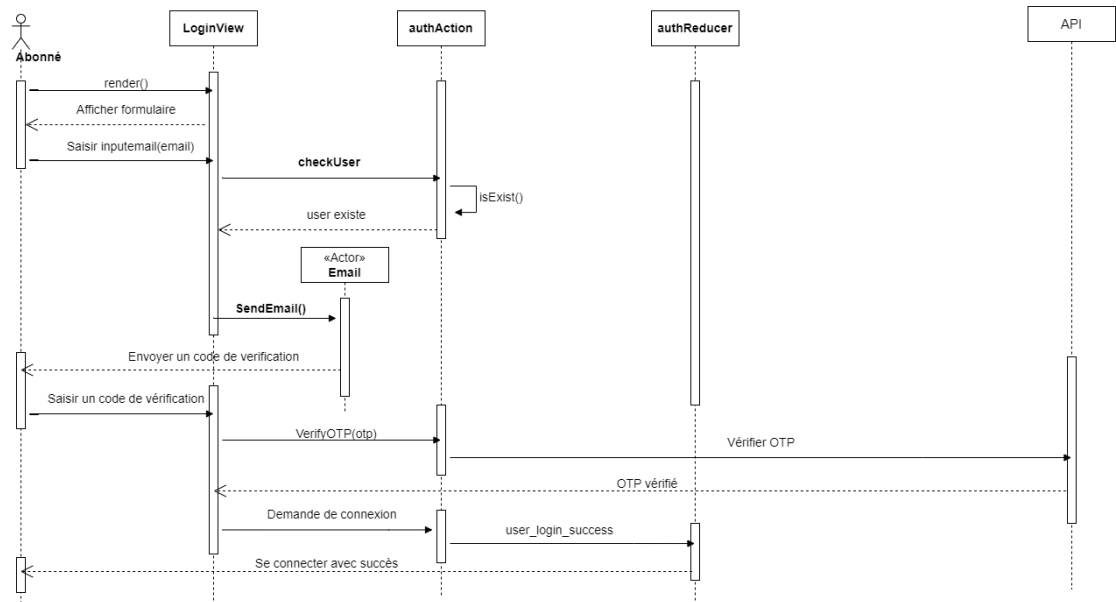 Abonné
LoginView
authAction
authReducer
API
render()
Afficher formulaire
Saisir inputemail(email)
checkUser
isExist()
user existe
«Actor»
Email
SendEmail()
Envoyer un code de verification
Saisir un code de vérification
VerifyOTP(otp)
Vérifier OTP
OTP vérifié
Demande de connexion
user_login_success
Se connecter avec succès